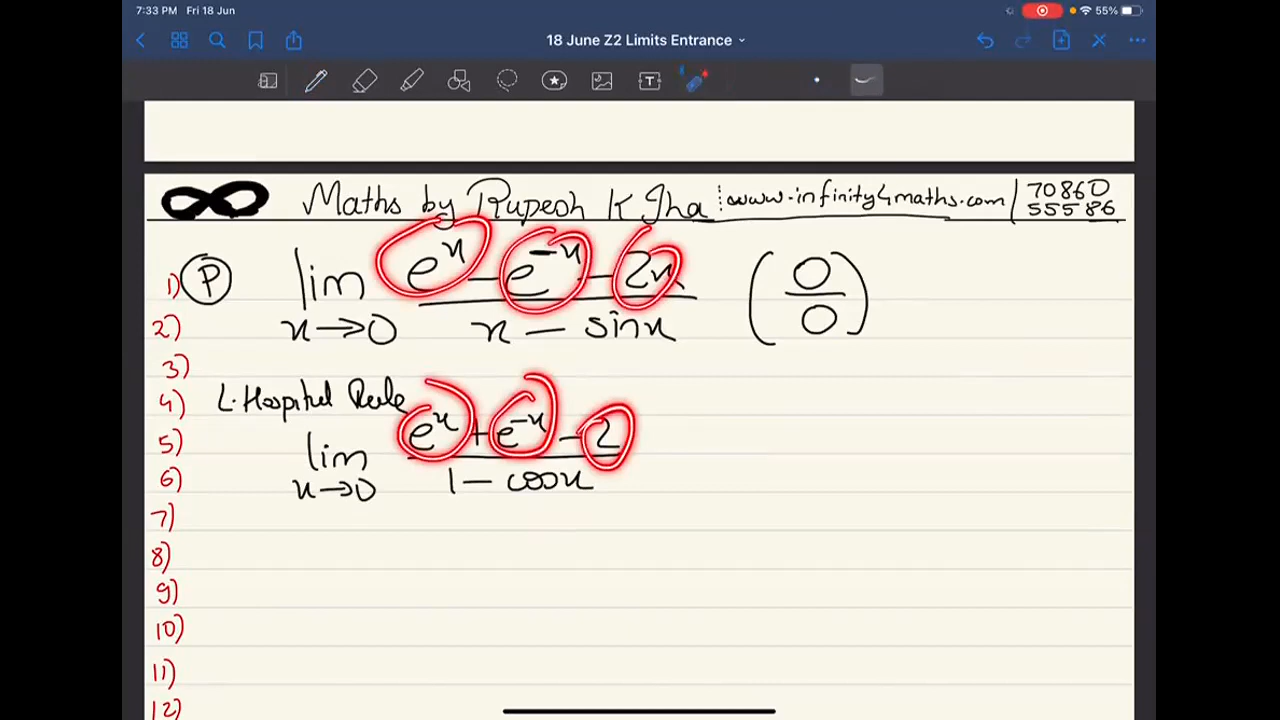 7:33 PM Fri 18 Jun 55%
18 June Z2 Limits Entrance
∞ Maths by Rupesh K Jha www.infinity4maths.com 70860
55586
1) P lim e^x - e^-x - 2x (0/0)
2) x→0 x - sinx
3)
4) L-Hospital Rule
5) lim e^x + e^-x - 2
6) x→0 1 - cosx
7)
8)
9)
10)
11)
12)